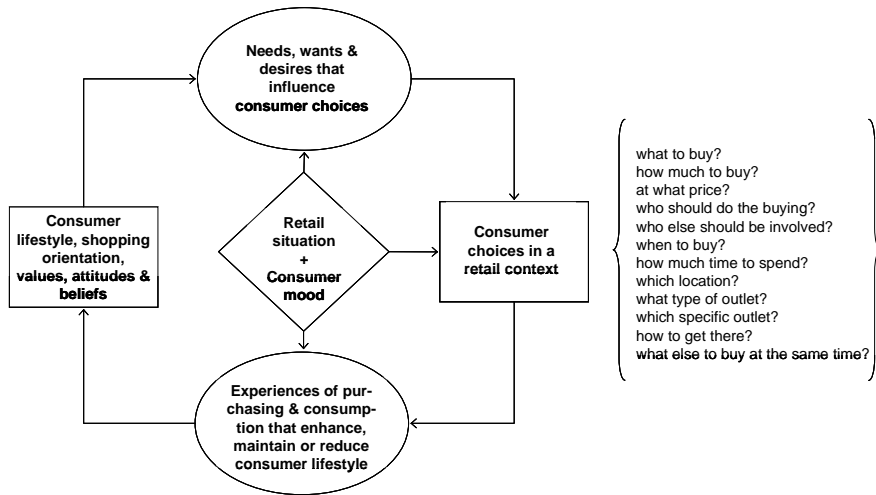 Needs, wants &
desires that
influence
consumer choices
Consumer
lifestyle, shopping
orientation,
values, attitudes &
beliefs
Retail
situation
+
Consumer
mood
Consumer
choices in a
retail context
what to buy?
how much to buy?
at what price?
who should do the buying?
who else should be involved?
when to buy?
how much time to spend?
which location?
what type of outlet?
which specific outlet?
how to get there?
what else to buy at the same time?
Experiences of pur-
chasing & consump-
tion that enhance,
maintain or reduce
consumer lifestyle